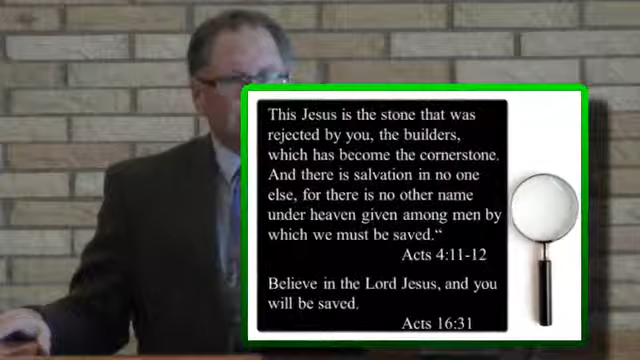 This Jesus is the stone that was
rejected by you, the builders,
which has become the cornerstone.
And there is salvation in no one
else, for there is no other name
under heaven given among men by
which we must be saved.“
Acts 4:11-12
Believe in the Lord Jesus, and you
will be saved.
Acts 16:31